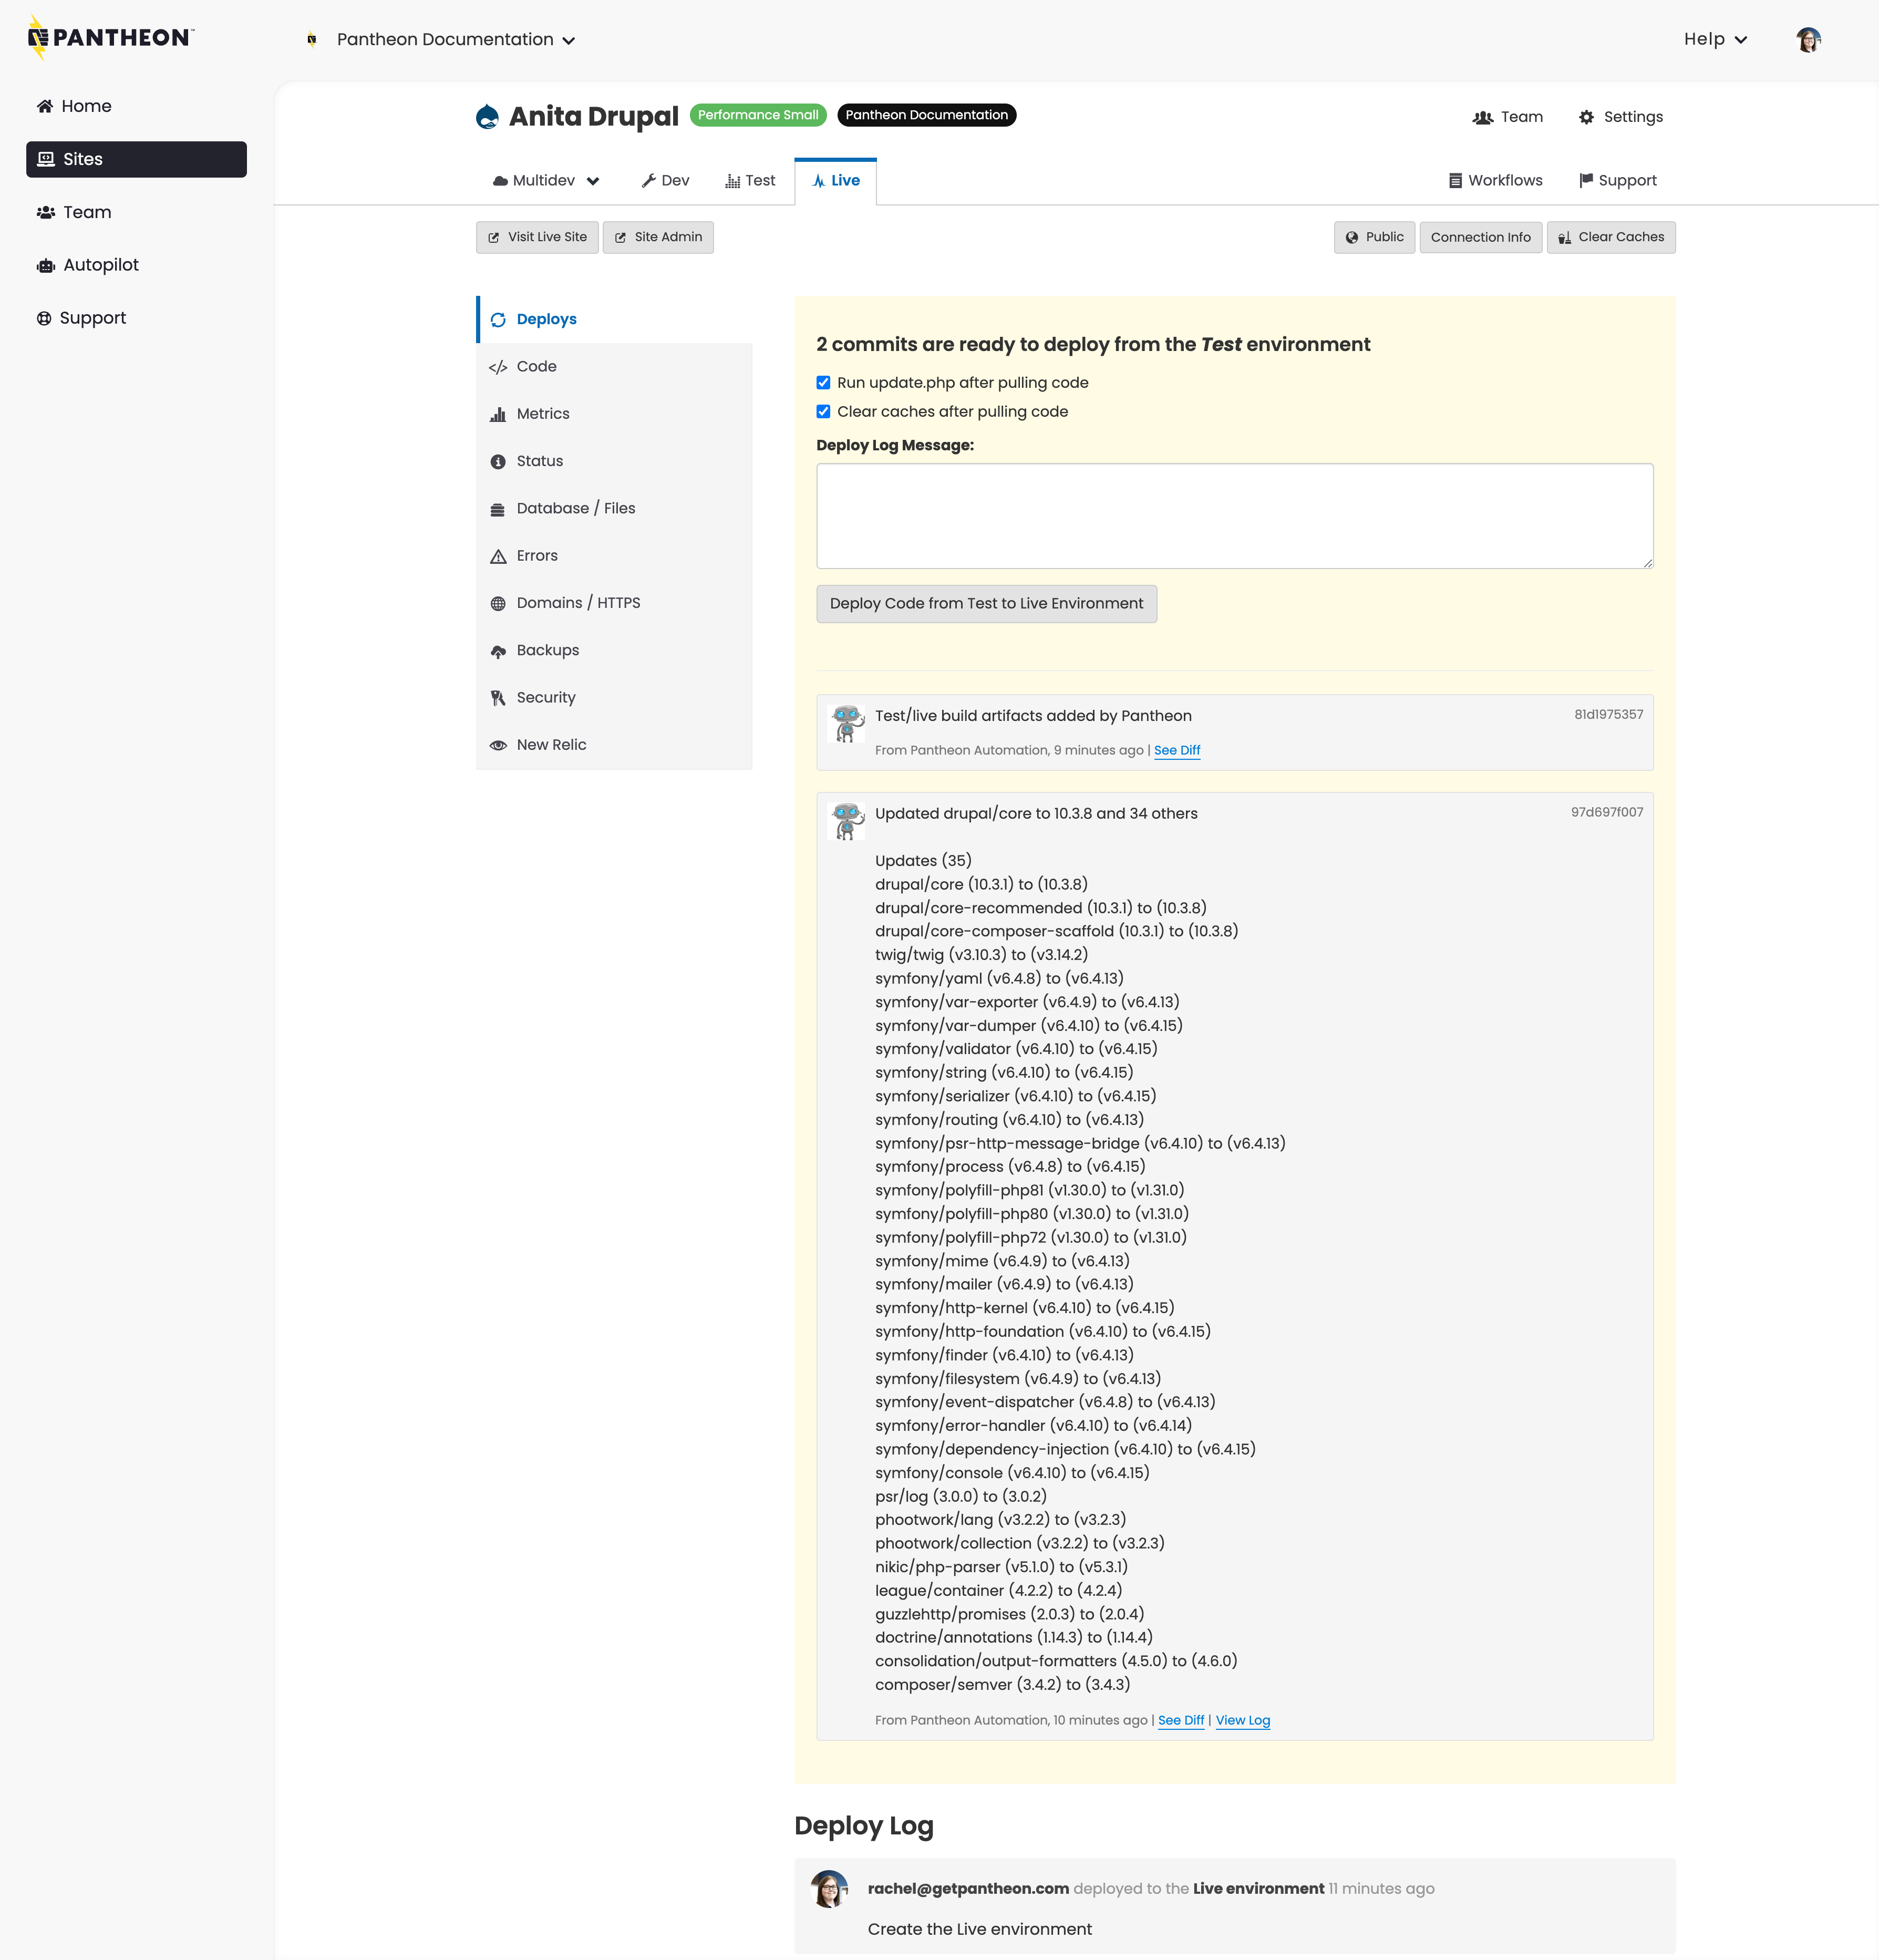 PANTHEON
Pantheon Documentation
Help
Home
Sites
Team
Autopilot
Support
Anita Drupal
Performance Small
Pantheon Documentation
Team
Settings
Multidev
Dev
Test
Live
Workflows
Support
Visit Live Site
Site Admin
Public
Connection Info
Clear Caches
Deploys
Code
Metrics
Status
Database / Files
Errors
Domains / HTTPS
Backups
Security
New Relic
2 commits are ready to deploy from the Test environment
Run update.php after pulling code
Clear caches after pulling code
Deploy Log Message:
Deploy Code from Test to Live Environment
Test/live build artifacts added by Pantheon
81d1975357
From Pantheon Automation, 9 minutes ago | See Diff
Updated drupal/core to 10.3.8 and 34 others
97d697f007
Updates (35)
drupal/core (10.3.1) to (10.3.8)
drupal/core-recommended (10.3.1) to (10.3.8)
drupal/core-composer-scaffold (10.3.1) to (10.3.8)
twig/twig (v3.10.3) to (v3.14.2)
symfony/yaml (v6.4.8) to (v6.4.13)
symfony/var-exporter (v6.4.9) to (v6.4.13)
symfony/var-dumper (v6.4.10) to (v6.4.15)
symfony/validator (v6.4.10) to (v6.4.15)
symfony/string (v6.4.10) to (v6.4.15)
symfony/serializer (v6.4.10) to (v6.4.15)
symfony/routing (v6.4.10) to (v6.4.13)
symfony/psr-http-message-bridge (v6.4.10) to (v6.4.13)
symfony/process (v6.4.8) to (v6.4.15)
symfony/polyfill-php81 (v1.30.0) to (v1.31.0)
symfony/polyfill-php80 (v1.30.0) to (v1.31.0)
symfony/polyfill-php72 (v1.30.0) to (v1.31.0)
symfony/mime (v6.4.9) to (v6.4.13)
symfony/mailer (v6.4.9) to (v6.4.13)
symfony/http-kernel (v6.4.10) to (v6.4.15)
symfony/http-foundation (v6.4.10) to (v6.4.15)
symfony/finder (v6.4.10) to (v6.4.13)
symfony/filesystem (v6.4.9) to (v6.4.13)
symfony/event-dispatcher (v6.4.8) to (v6.4.13)
symfony/error-handler (v6.4.10) to (v6.4.14)
symfony/dependency-injection (v6.4.10) to (v6.4.15)
symfony/console (v6.4.10) to (v6.4.15)
psr/log (3.0.0) to (3.0.2)
phootwork/lang (v3.2.2) to (v3.2.3)
phootwork/collection (v3.2.2) to (v3.2.3)
nikic/php-parser (v5.1.0) to (v5.3.1)
league/container (4.2.2) to (4.2.4)
guzzlehttp/promises (2.0.3) to (2.0.4)
doctrine/annotations (1.14.3) to (1.14.4)
consolidation/output-formatters (4.5.0) to (4.6.0)
composer/semver (3.4.2) to (3.4.3)
From Pantheon Automation, 10 minutes ago | See Diff | View Log
Deploy Log
rachel@getpantheon.com deployed to the Live environment 11 minutes ago
Create the Live environment